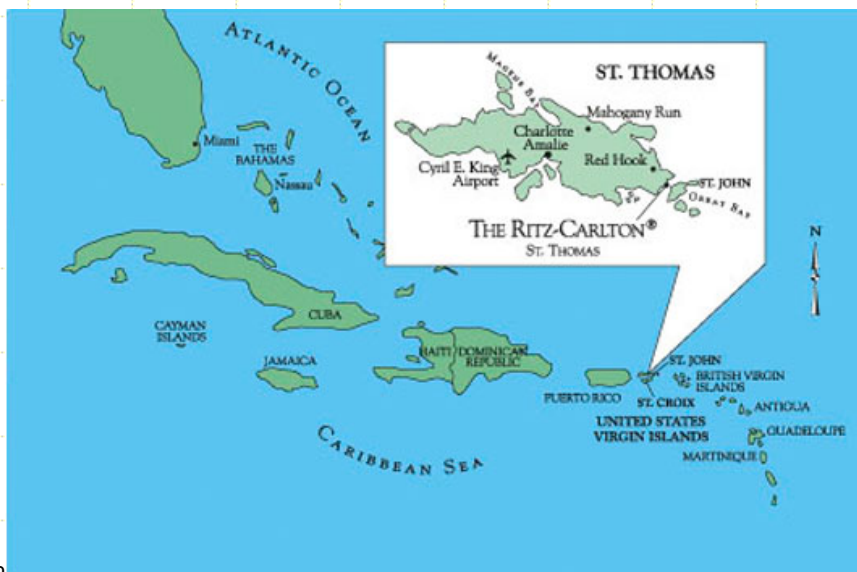 ATLANTIC OCEAN
Miami
THE
BAHAMAS
Nassau
CUBA
CAYMAN
ISLANDS
JAMAICA
HAITI
DOMINICAN
REPUBLIC
PUERTO RICO
ST. JOHN
BRITISH VIRGIN
ISLANDS
ST. CROIX
UNITED STATES
VIRGIN ISLANDS
ANTIGUA
GUADELOUPE
MARTINIQUE
CARIBBEAN SEA
N
ST. THOMAS
MAGENS BAY
Mahogany Run
Charlotte
Amalie
Cyril E. King
Airport
Red Hook
ST. JOHN
GREAT BAY
THE RITZ-CARLTON®
ST. THOMAS